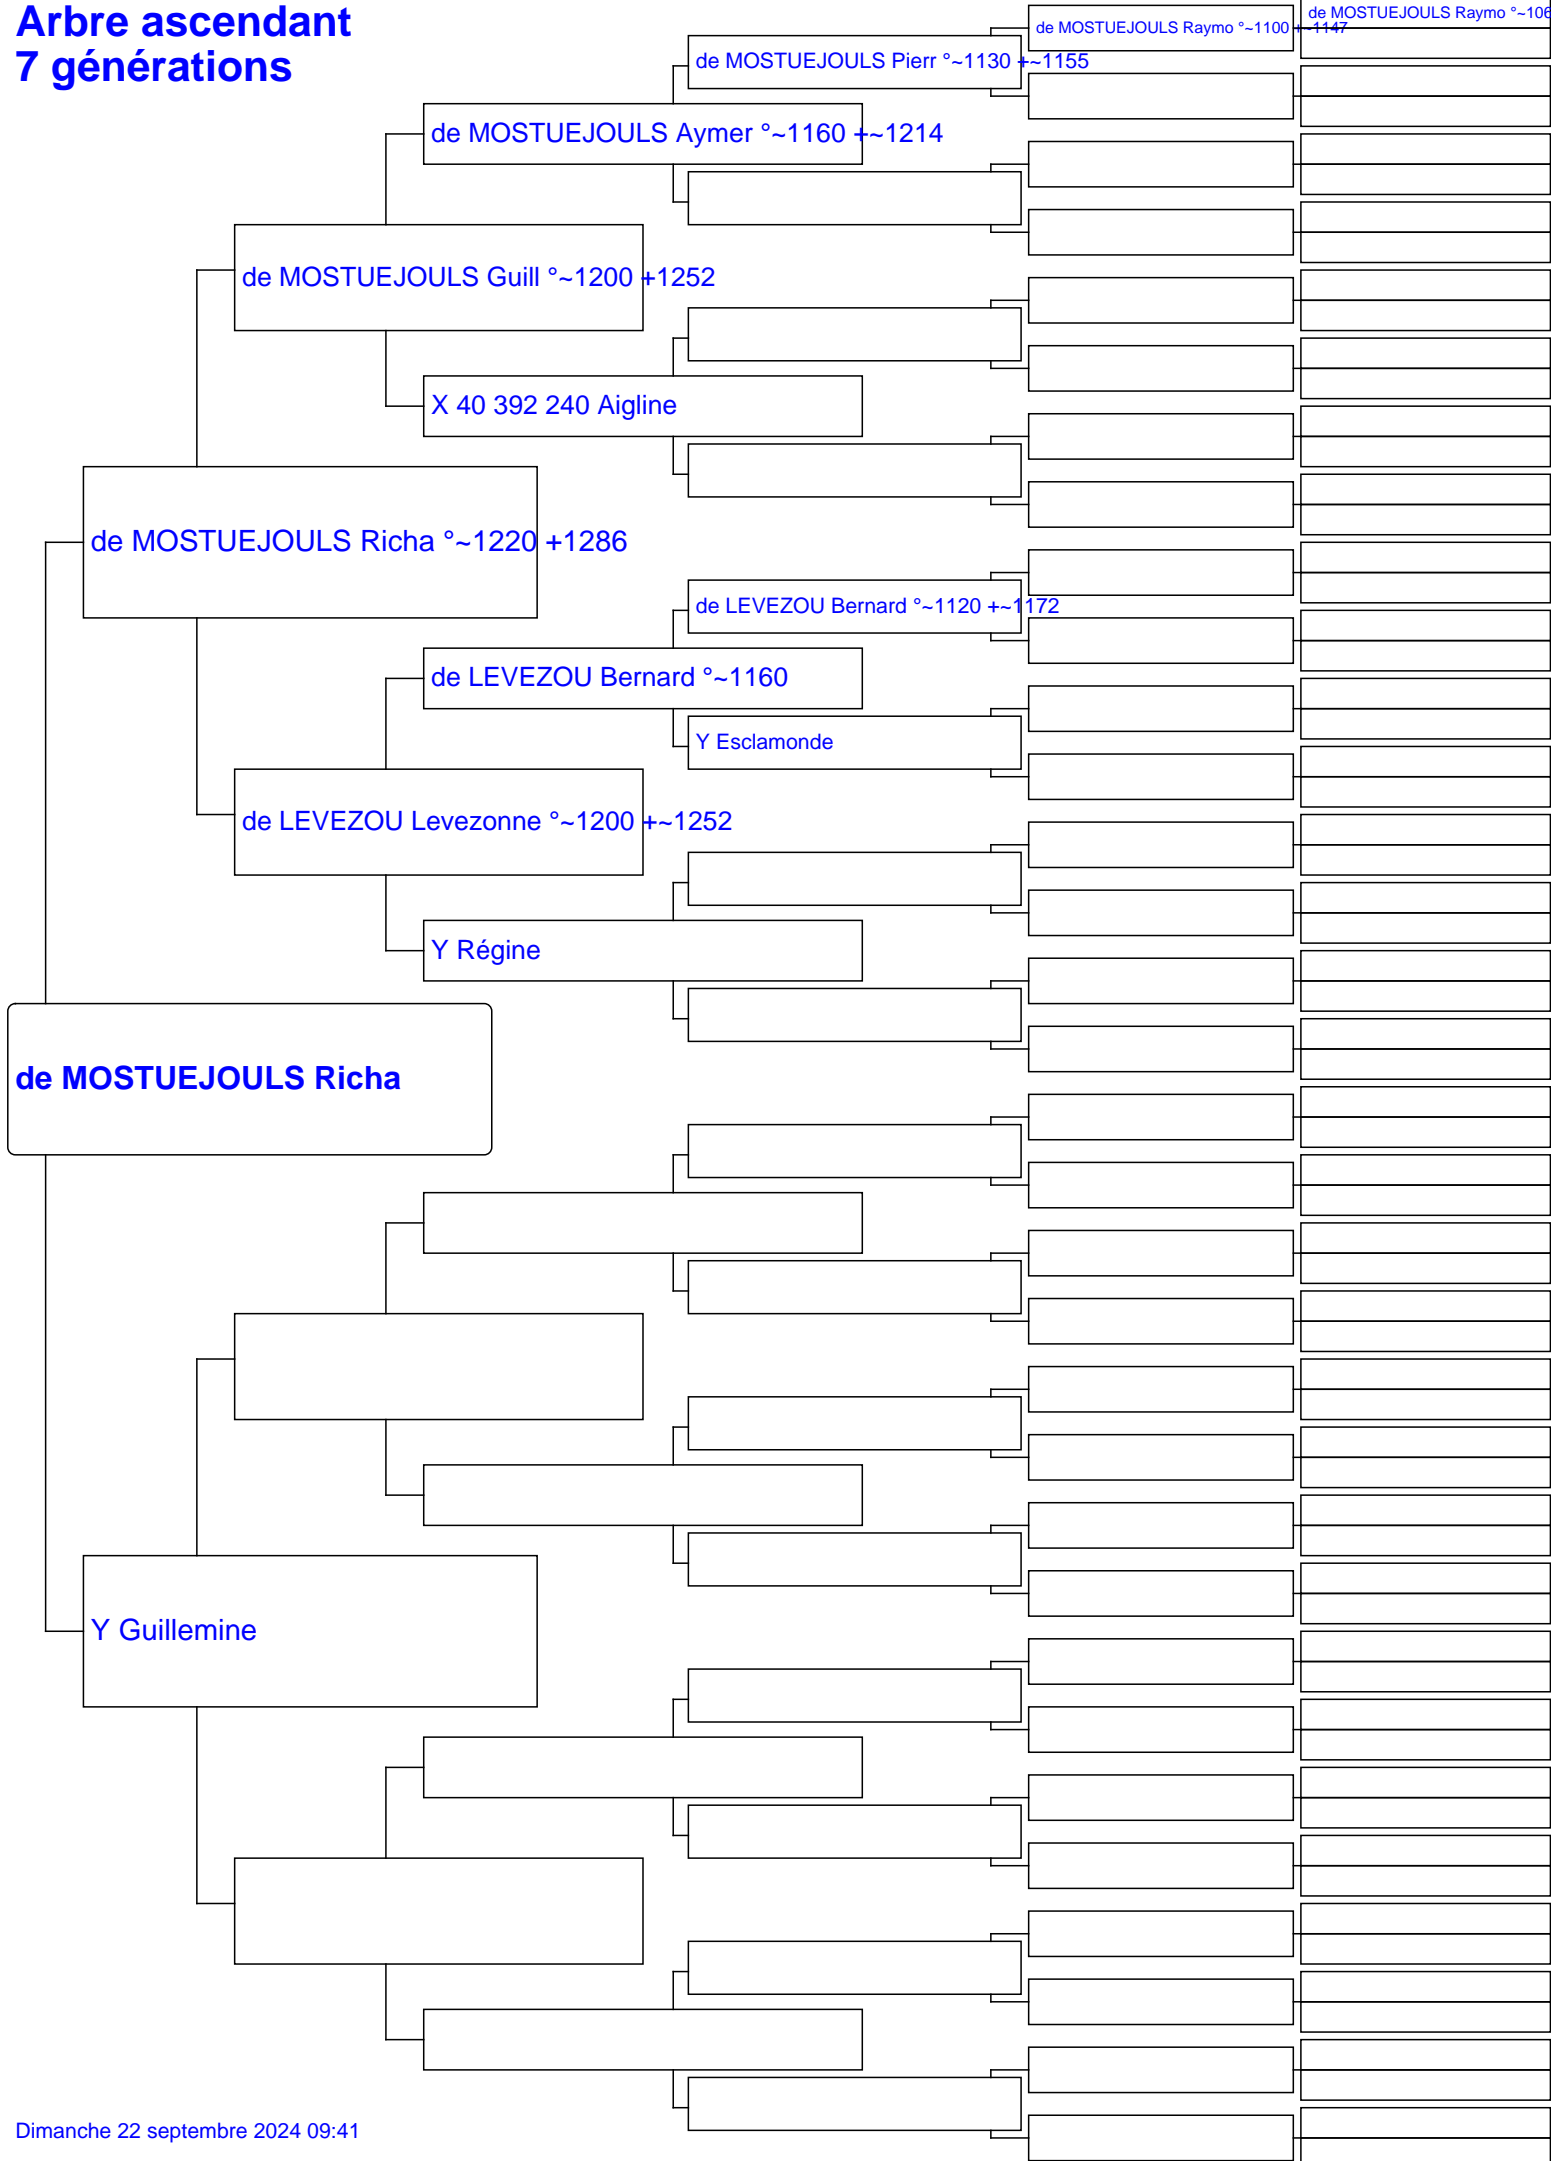 Arbre ascendant
7 générations
de MOSTUEJOULS Raymo °~106
de MOSTUEJOULS Raymo °~1100 +~1147
de MOSTUEJOULS Pierr °~1130 +~1155
de MOSTUEJOULS Aymer °~1160 +~1214
de MOSTUEJOULS Guill °~1200 +1252
X 40 392 240 Aigline
de MOSTUEJOULS Richa °~1220 +1286
de LEVEZOU Bernard °~1120 +~1172
de LEVEZOU Bernard °~1160
Y Esclamonde
de LEVEZOU Levezonne °~1200 +~1252
Y Régine
de MOSTUEJOULS Richa
Y Guillemine
Dimanche 22 septembre 2024 09:41